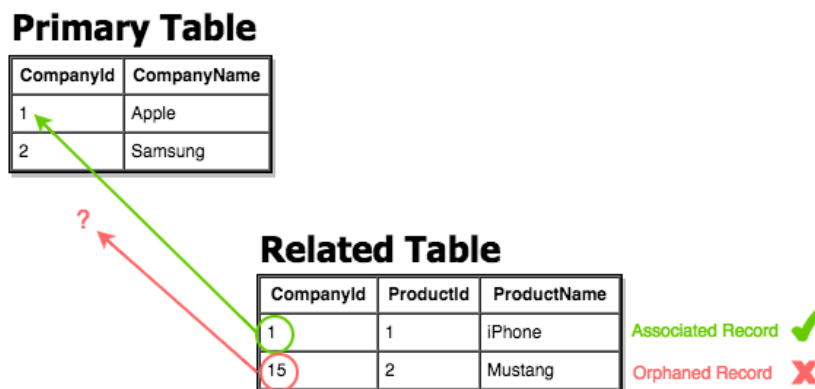 Primary Table
CompanyId CompanyName
1 Apple
2 Samsung
?
Related Table
CompanyId ProductId ProductName
1 1 iPhone Associated Record ✓
15 2 Mustang Orphaned Record X